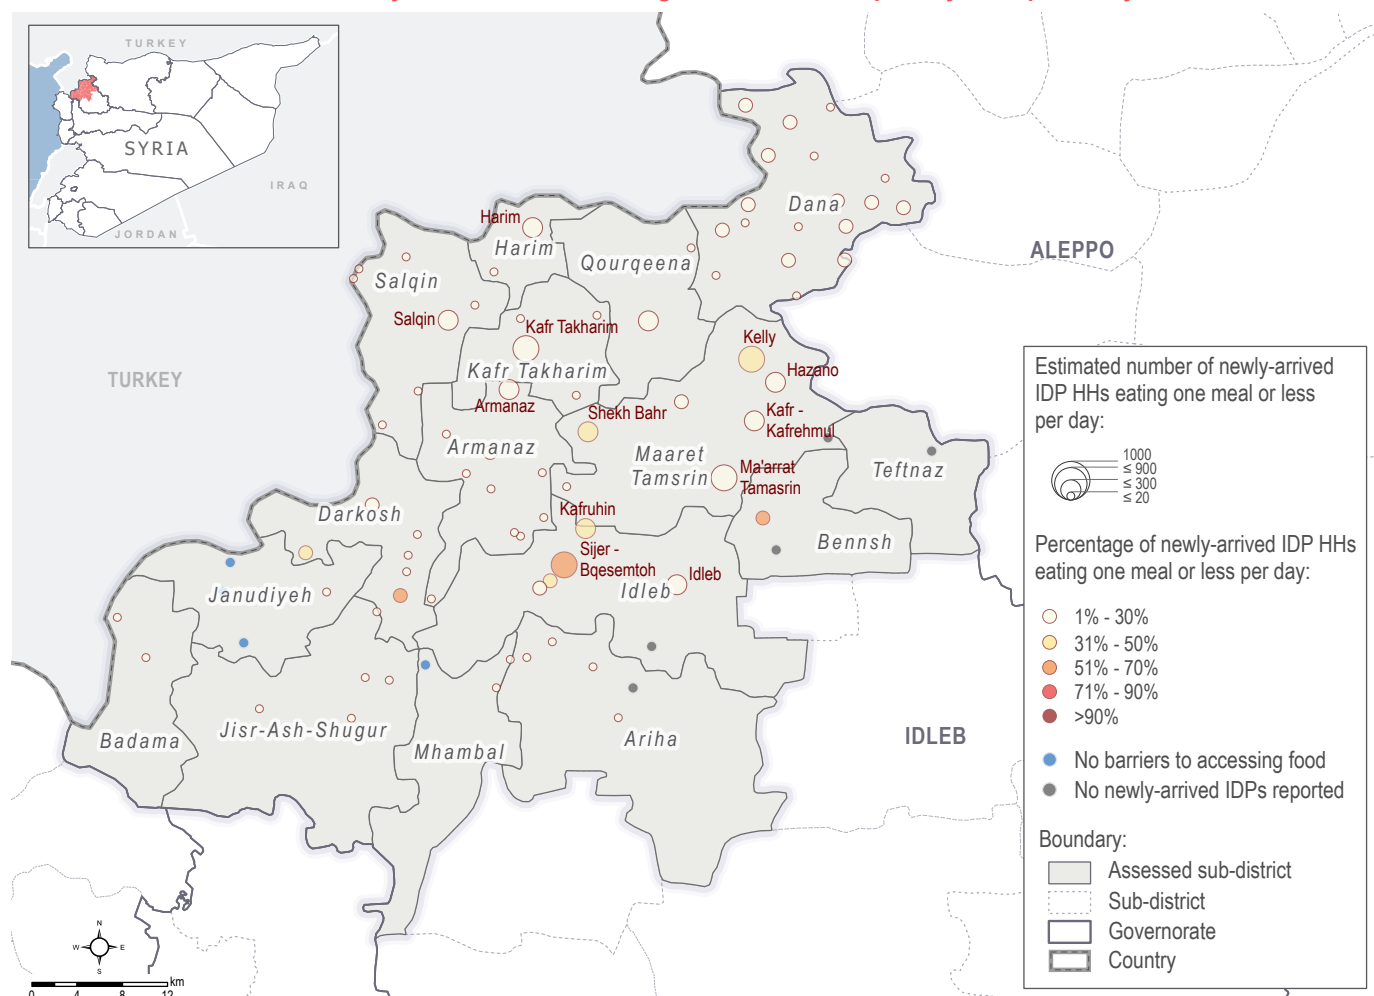 TURKEY
SYRIA
IRAQ
JORDAN
Harim
Harim
Dana
Qourqeena
Salqin
Salqin
ALEPPO
Kafr Takharim
Kafr Takharim
Kelly
Hazano
TURKEY
Armanaz
Armanaz
Shekh Bahr
Kafr -
Kafrehmul
Maaret
Tamsrin
Ma'arrat
Tamasrin
Teftnaz
Darkosh
Kafruhin
Bennsh
Sijer -
Bqesemtoh
Idleb
Idleb
Janudiyeh
Badama
Jisr-Ash-Shugur
Mhambal
Ariha
IDLEB
Estimated number of newly-arrived
IDP HHs eating one meal or less
per day:
1000
≤ 900
≤ 300
≤ 20
Percentage of newly-arrived IDP HHs
eating one meal or less per day:
1% - 30%
31% - 50%
51% - 70%
71% - 90%
>90%
No barriers to accessing food
No newly-arrived IDPs reported
Boundary:
Assessed sub-district
Sub-district
Governorate
Country
N
W E
S
km
0 4 8 12